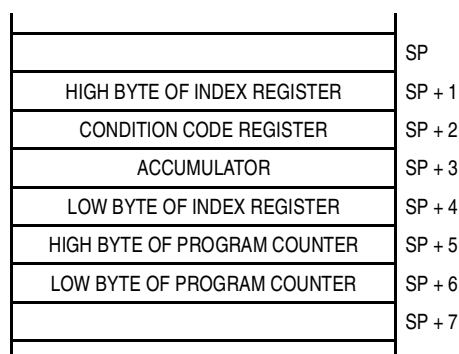 SP
HIGH BYTE OF INDEX REGISTER SP + 1
CONDITION CODE REGISTER SP + 2
ACCUMULATOR SP + 3
LOW BYTE OF INDEX REGISTER SP + 4
HIGH BYTE OF PROGRAM COUNTER SP + 5
LOW BYTE OF PROGRAM COUNTER SP + 6
SP + 7